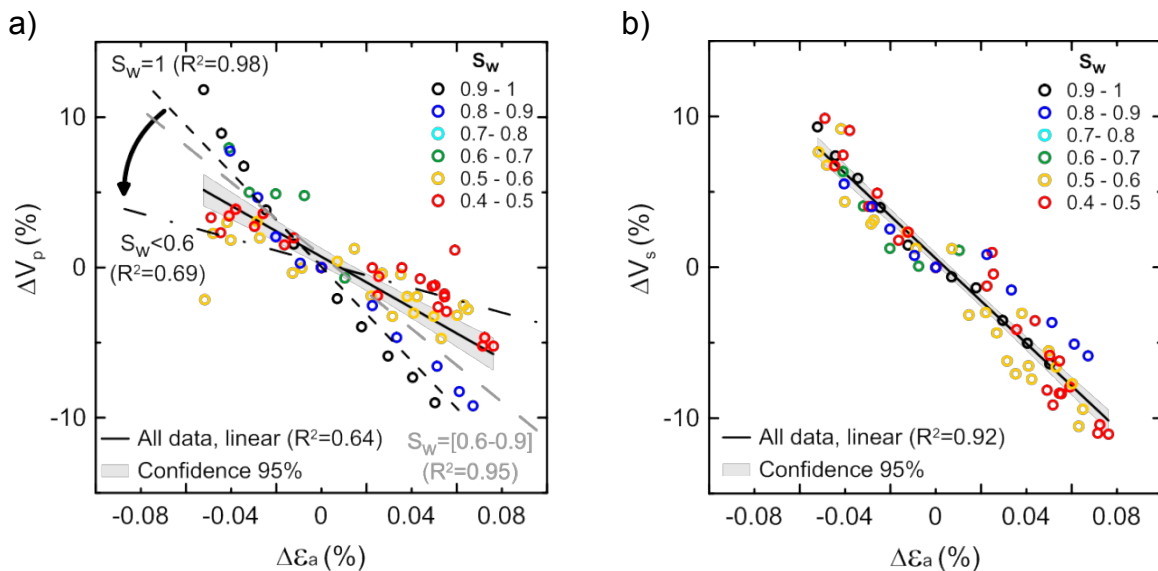 a)
S_W=1 (R²=0.98)
S_W
0.9 - 1
0.8 - 0.9
0.7- 0.8
0.6 - 0.7
0.5 - 0.6
0.4 - 0.5
10
0
-10
ΔV_p (%)
S_W<0.6
(R²=0.69)
All data, linear (R²=0.64)
Confidence 95%
S_W=[0.6-0.9]
(R²=0.95)
-0.08 -0.04 0 0.04 0.08
Δε_a (%)
b)
S_W
0.9 - 1
0.8 - 0.9
0.7- 0.8
0.6 - 0.7
0.5 - 0.6
0.4 - 0.5
10
0
-10
ΔV_s (%)
All data, linear (R²=0.92)
Confidence 95%
-0.08 -0.04 0 0.04 0.08
Δε_a (%)